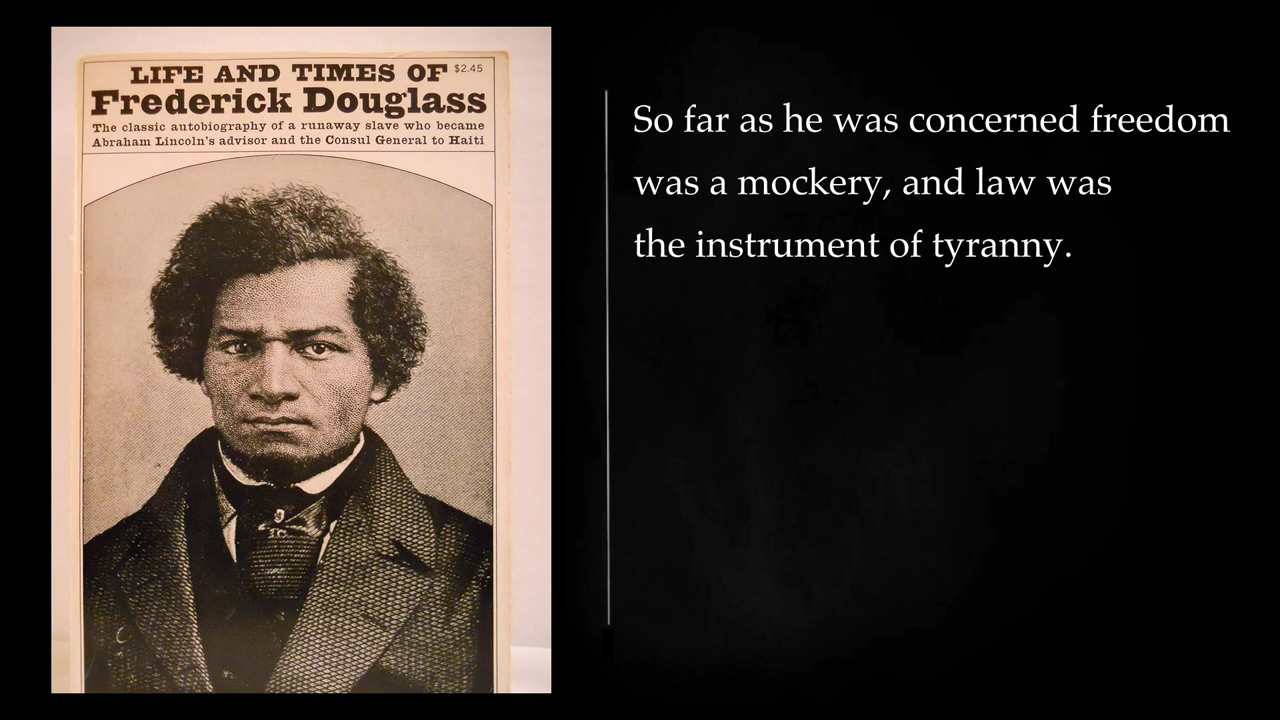 LIFE AND TIMES OF $2.45
Frederick Douglass
The classic autobiography of a runaway slave who became
Abraham Lincoln's advisor and the Consul General to Haiti
So far as he was concerned freedom
was a mockery, and law was
the instrument of tyranny.